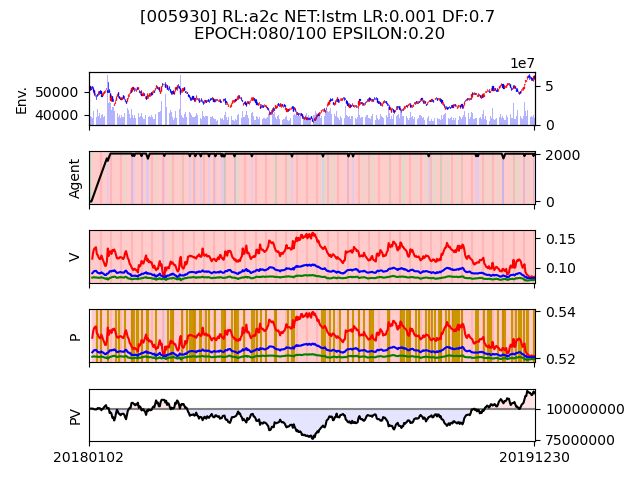 [005930] RL:a2c NET:lstm LR:0.001 DF:0.7
EPOCH:080/100 EPSILON:0.20
1e7
Env.
50000
40000
5
0
Agent
2000
0
V
0.15
0.10
P
0.54
0.52
PV
100000000
75000000
20180102
20191230